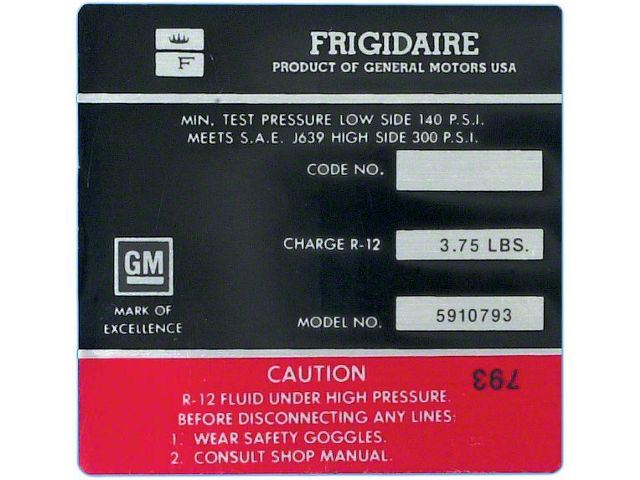 F
FRIGIDAIRE
PRODUCT OF GENERAL MOTORS USA
MIN. TEST PRESSURE LOW SIDE 140 P.S.I.
MEETS S.A.E. J639 HIGH SIDE 300 P.S.I.
CODE NO.
CHARGE R-12 3.75 LBS.
GM
MARK OF
EXCELLENCE
MODEL NO. 5910793
CAUTION
793
R-12 FLUID UNDER HIGH PRESSURE.
BEFORE DISCONNECTING ANY LINES:
1. WEAR SAFETY GOGGLES.
2. CONSULT SHOP MANUAL.